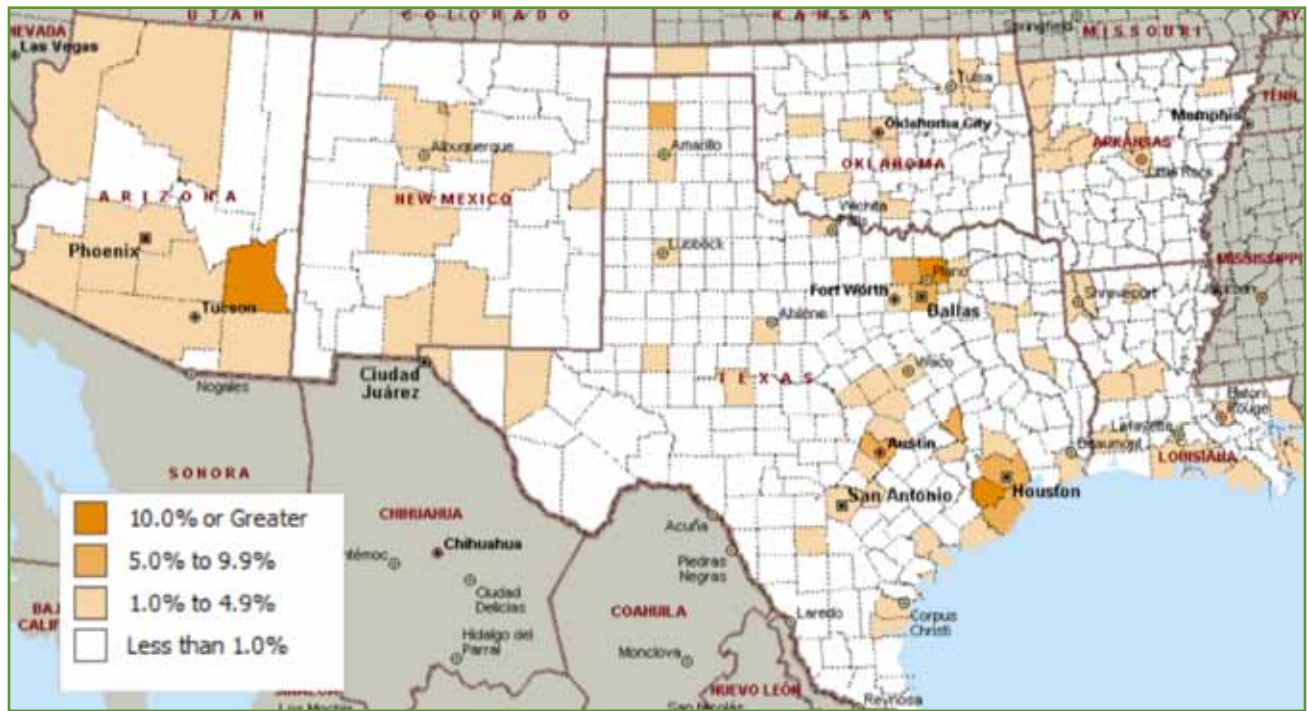 UTAH
COLORADO
KANSAS
MISSOURI
Springfield
KY.
NEVADA
Las Vegas
Tulsa
Oklahoma City
Memphis
Albuquerque
Amarillo
OKLAHOMA
ARKANSAS
Little Rock
ARIZONA
NEW MEXICO
Wichita
Falls
Phoenix
Lubbock
MISSISSIPPI
Tucson
Fort Worth
Plano
Dallas
Shreveport
Abilene
Nogales
Ciudad
Juárez
TEXAS
Waco
Baton
Rouge
Lafayette
Austin
Beaumont
LOUISIANA
SONORA
San Antonio
Houston
CHIHUAHUA
Acuña
Chihuahua
Piedras
Negras
Ciudad
Delicias
COAHUILA
Laredo
Corpus
Christi
Hidalgo del
Parral
Monclova
NUEVO LEÓN
Reynosa
10.0% or Greater
5.0% to 9.9%
1.0% to 4.9%
Less than 1.0%